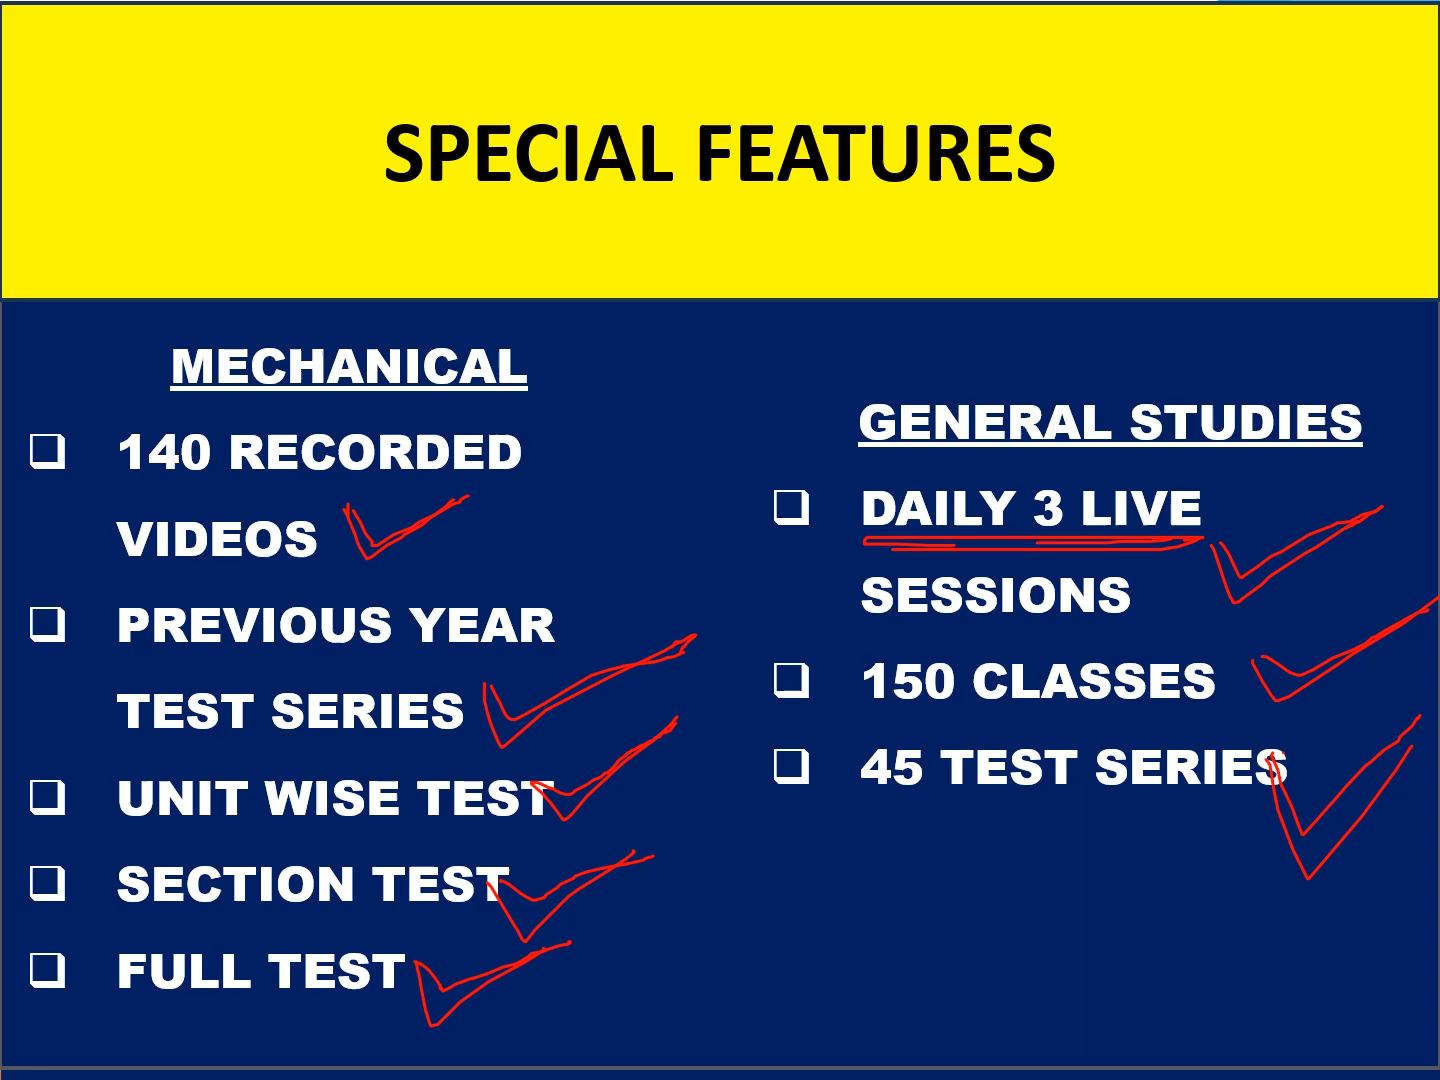 SPECIAL FEATURES
MECHANICAL
140 RECORDED
VIDEOS
PREVIOUS YEAR
TEST SERIES
UNIT WISE TEST
SECTION TEST
FULL TEST
GENERAL STUDIES
DAILY 3 LIVE
SESSIONS
150 CLASSES
45 TEST SERIES